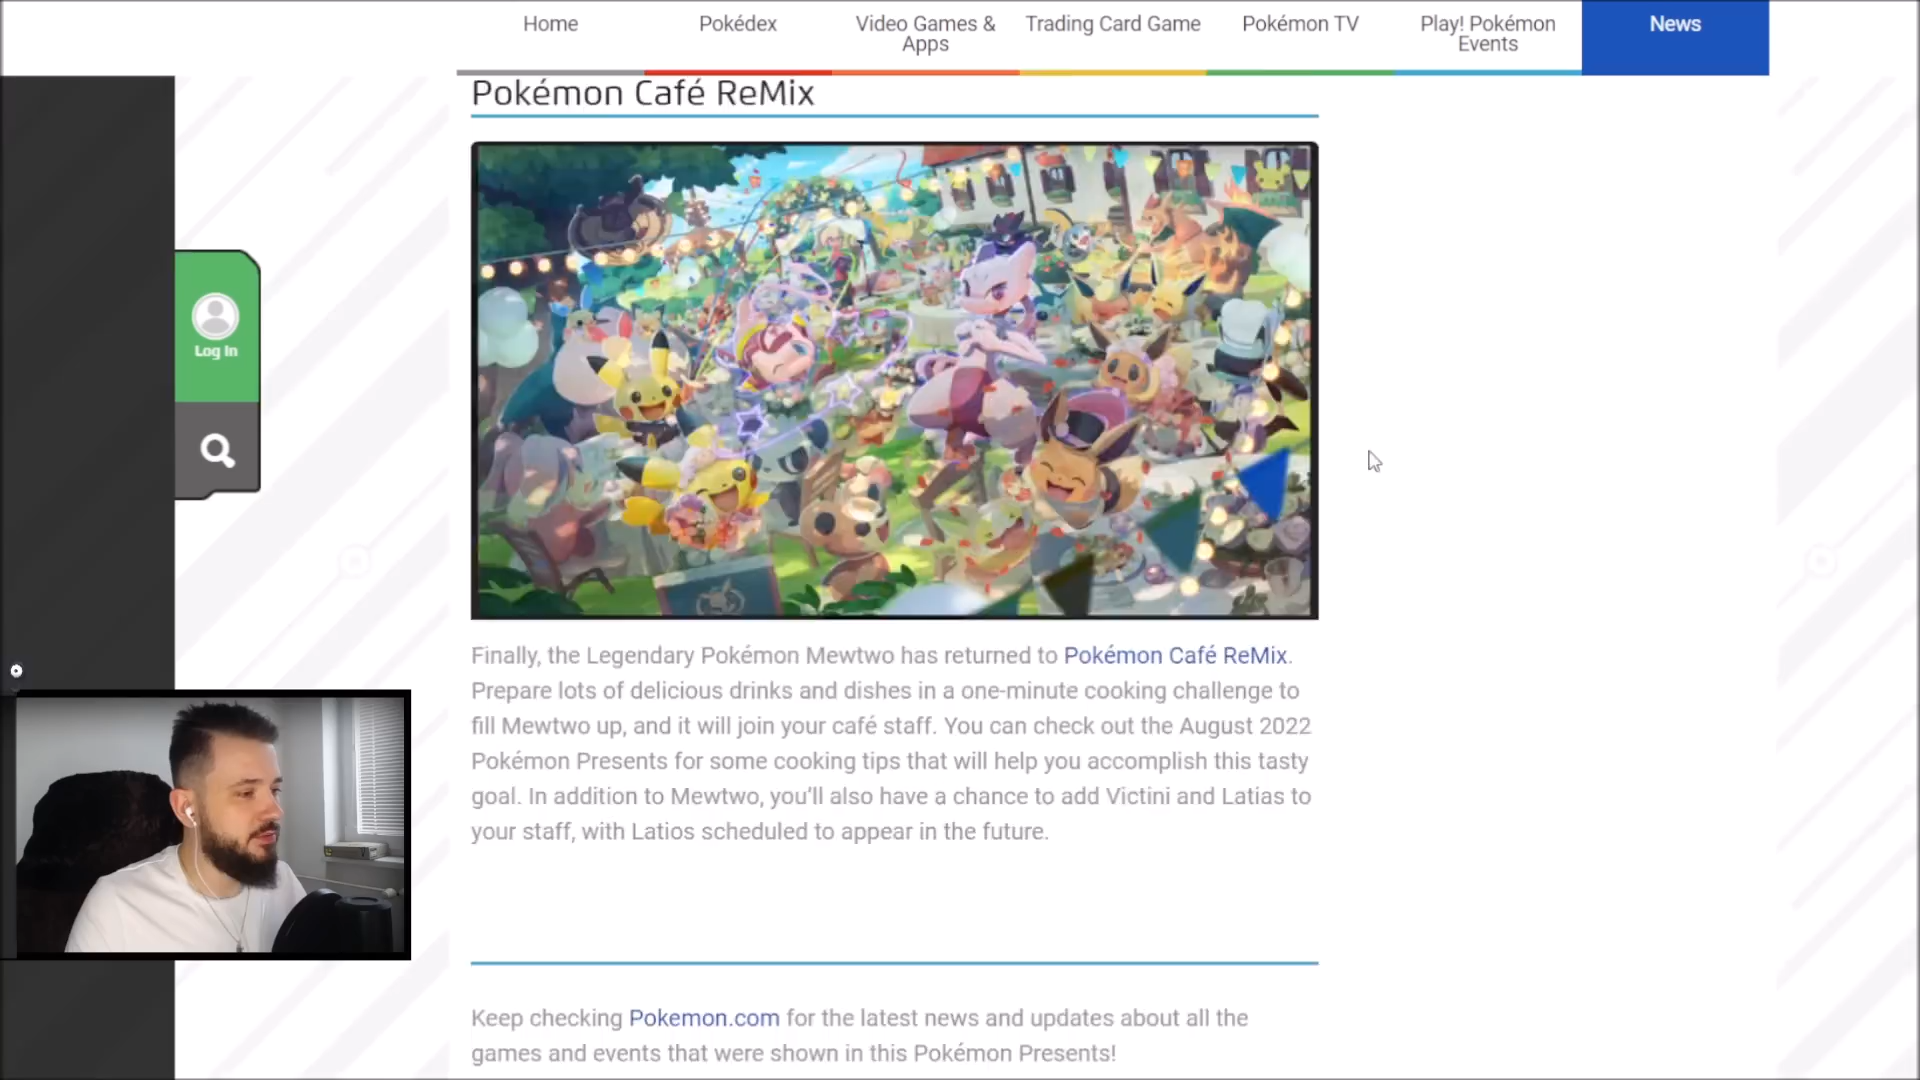 Home
Pokédex
Video Games &
Apps
Trading Card Game
Pokémon TV
Play! Pokémon
Events
News
Pokémon Café ReMix
Log In
Finally, the Legendary Pokémon Mewtwo has returned to Pokémon Café ReMix.
Prepare lots of delicious drinks and dishes in a one-minute cooking challenge to
fill Mewtwo up, and it will join your café staff. You can check out the August 2022
Pokémon Presents for some cooking tips that will help you accomplish this tasty
goal. In addition to Mewtwo, you’ll also have a chance to add Victini and Latias to
your staff, with Latios scheduled to appear in the future.
Keep checking Pokemon.com for the latest news and updates about all the
games and events that were shown in this Pokémon Presents!